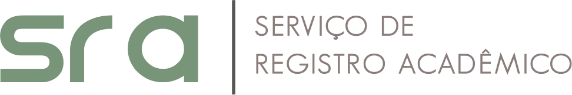 sra
SERVIÇO DE
REGISTRO ACADÊMICO